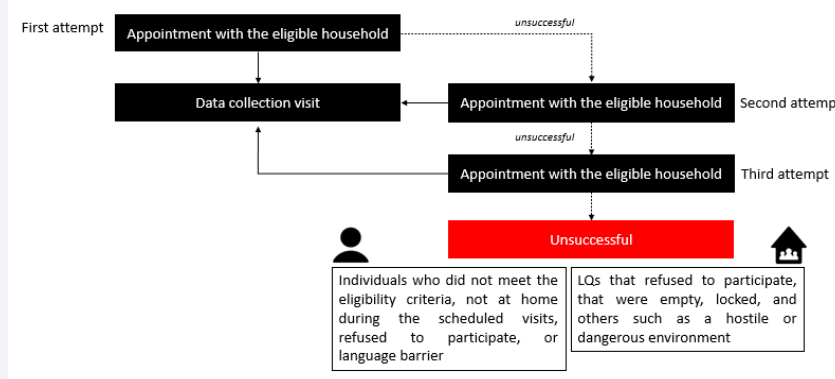 First attempt
Appointment with the eligible household
unsuccessful
Data collection visit
Appointment with the eligible household
Second attemp
unsuccessful
Appointment with the eligible household
Third attempt
Unsuccessful
Individuals who did not meet the
eligibility criteria, not at home
during the scheduled visits,
refused to participate, or
language barrier
LQs that refused to participate,
that were empty, locked, and
others such as a hostile or
dangerous environment